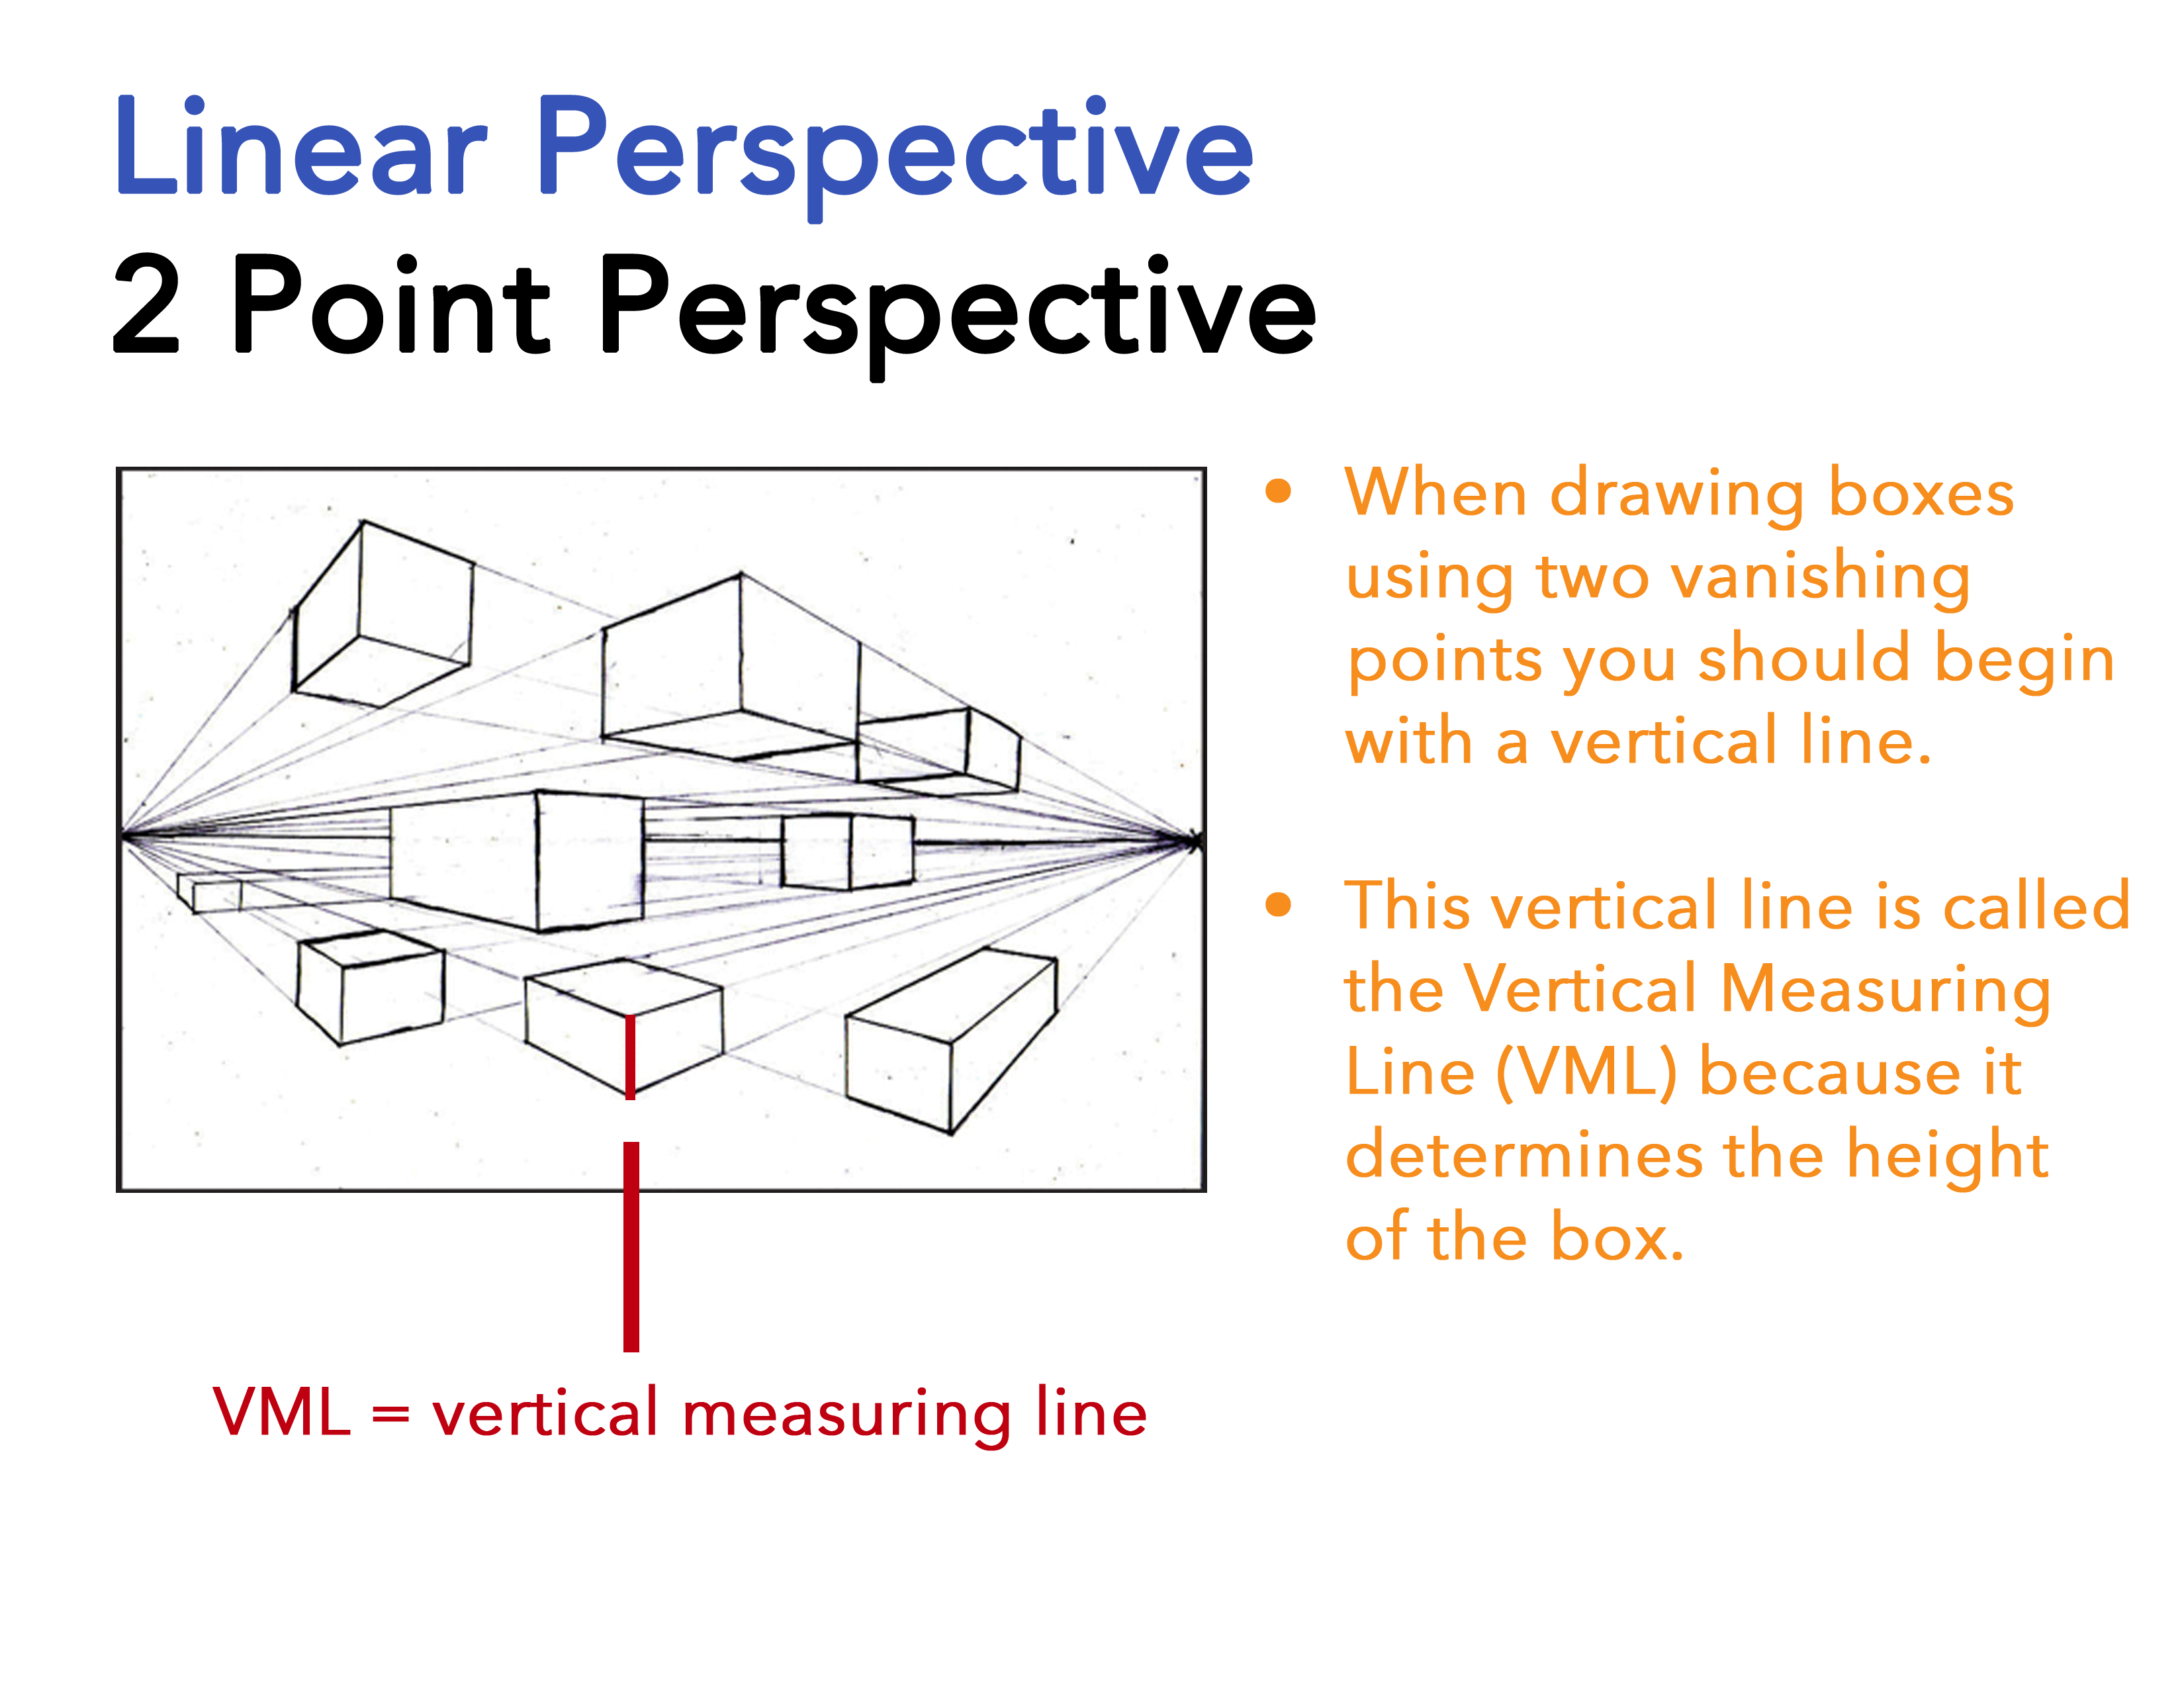 Linear Perspective
2 Point Perspective
• When drawing boxes
using two vanishing
points you should begin
with a vertical line.
• This vertical line is called
the Vertical Measuring
Line (VML) because it
determines the height
of the box.
VML = vertical measuring line